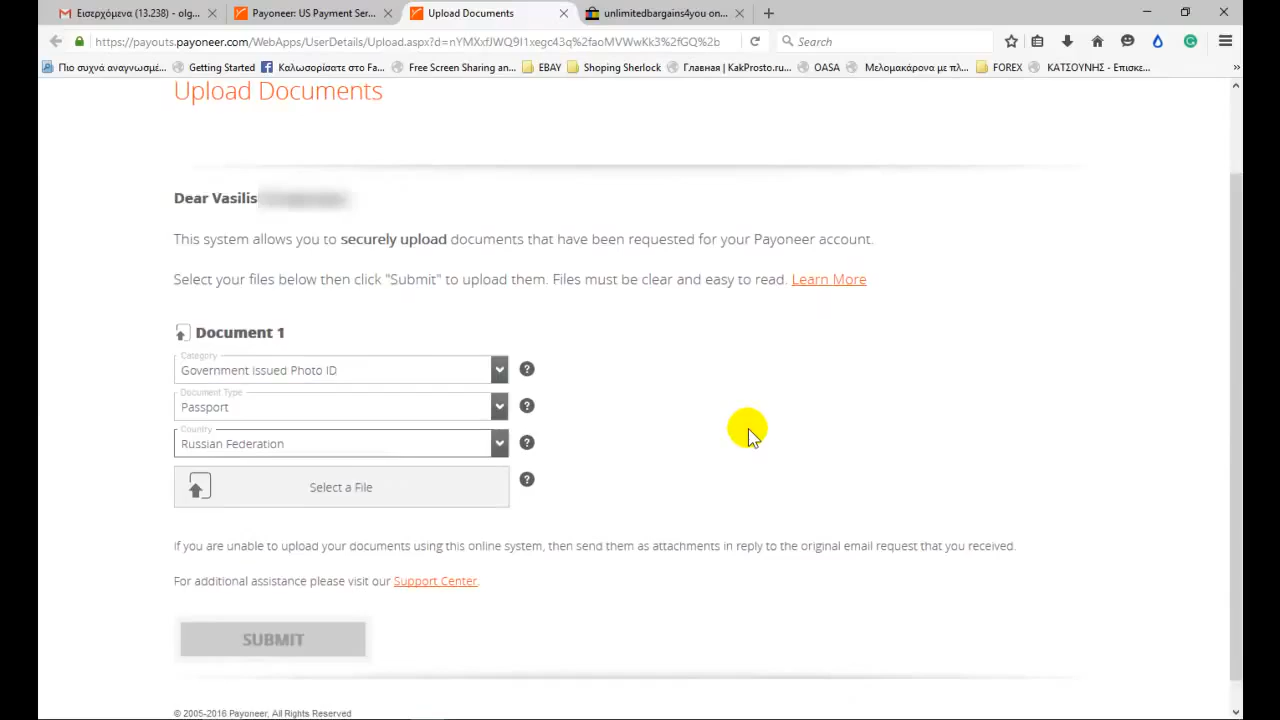 Εισερχόμενα (13.238) - olg...
Payoneer: US Payment Ser...
Upload Documents
unlimitedbargains4you on...
https://payouts.payoneer.com/WebApps/UserDetails/Upload.aspx?d=nYMXxfJWQ9I1xegc43q%2faoMVWwKk3%2fGQ%2b
Search
Πιο συχνά αναγνωσμέ...
Getting Started
Καλωσορίσατε στο Fa...
Free Screen Sharing an...
EBAY
Shoping Sherlock
Главная | KakProsto.ru...
OASA
Μελομακάρονα με πλ...
FOREX
ΚΑΤΣΟΥΝΗΣ - Επισκε...
Upload Documents
Dear Vasilis
This system allows you to securely upload documents that have been requested for your Payoneer account.
Select your files below then click "Submit" to upload them. Files must be clear and easy to read. Learn More
Document 1
Category
Government Issued Photo ID
Document Type
Passport
Country
Russian Federation
Select a File
If you are unable to upload your documents using this online system, then send them as attachments in reply to the original email request that you received.
For additional assistance please visit our Support Center.
SUBMIT
© 2005-2016 Payoneer, All Rights Reserved